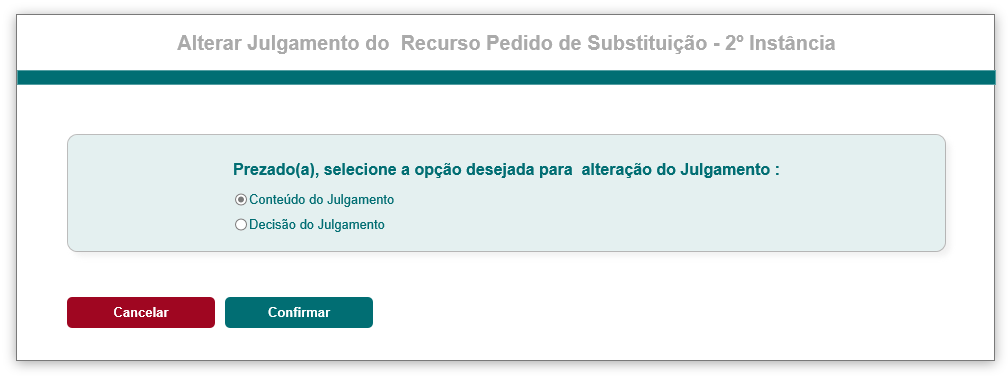 Alterar Julgamento do  Recurso Pedido de Substituição - 2º Instância
Prezado(a), selecione a opção desejada para  alteração do Julgamento :
Conteúdo do Julgamento
Decisão do Julgamento
Cancelar
Confirmar